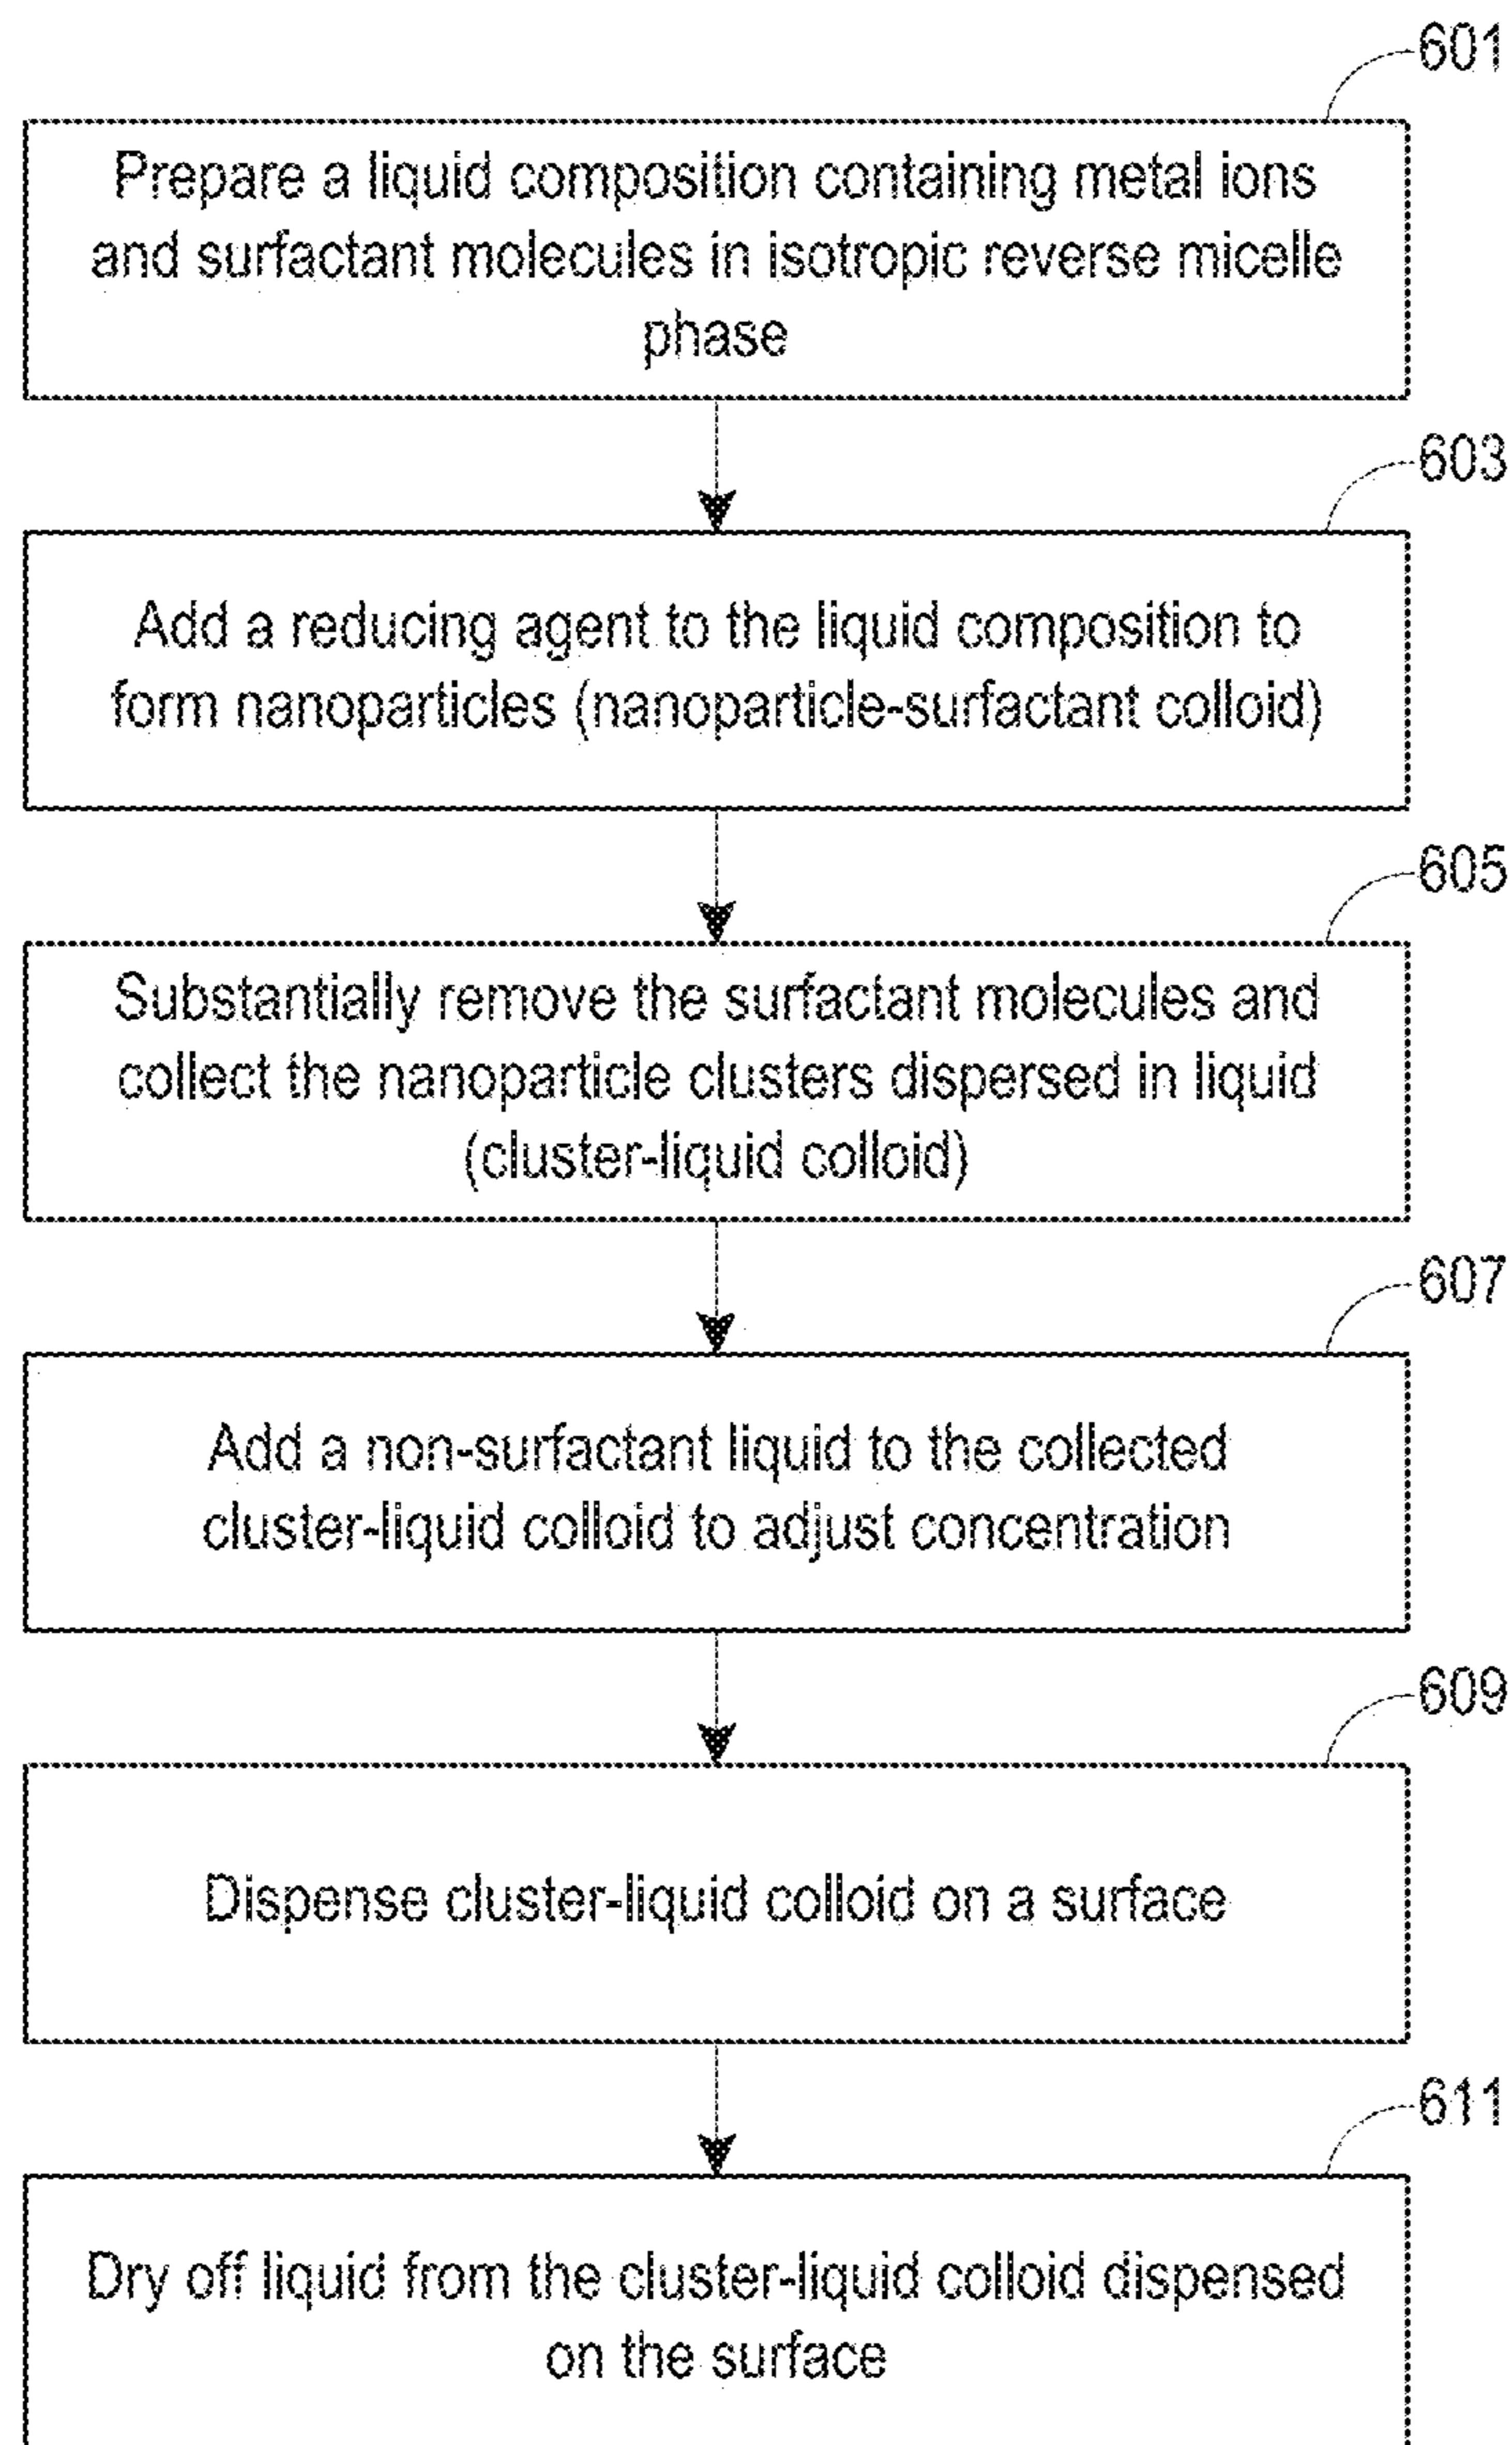 601
Prepare a liquid composition containing metal ions
and surfactant molecules in isotropic reverse micelle
phase
603
Add a reducing agent to the liquid composition to
form nanoparticles (nanoparticle-surfactant colloid)
605
Substantially remove the surfactant molecules and
collect the nanoparticle clusters dispersed in liquid
(cluster-liquid colloid)
607
Add a non-surfactant liquid to the collected
cluster-liquid colloid to adjust concentration
609
Dispense cluster-liquid colloid on a surface
611
Dry off liquid from the cluster-liquid colloid dispensed
on the surface